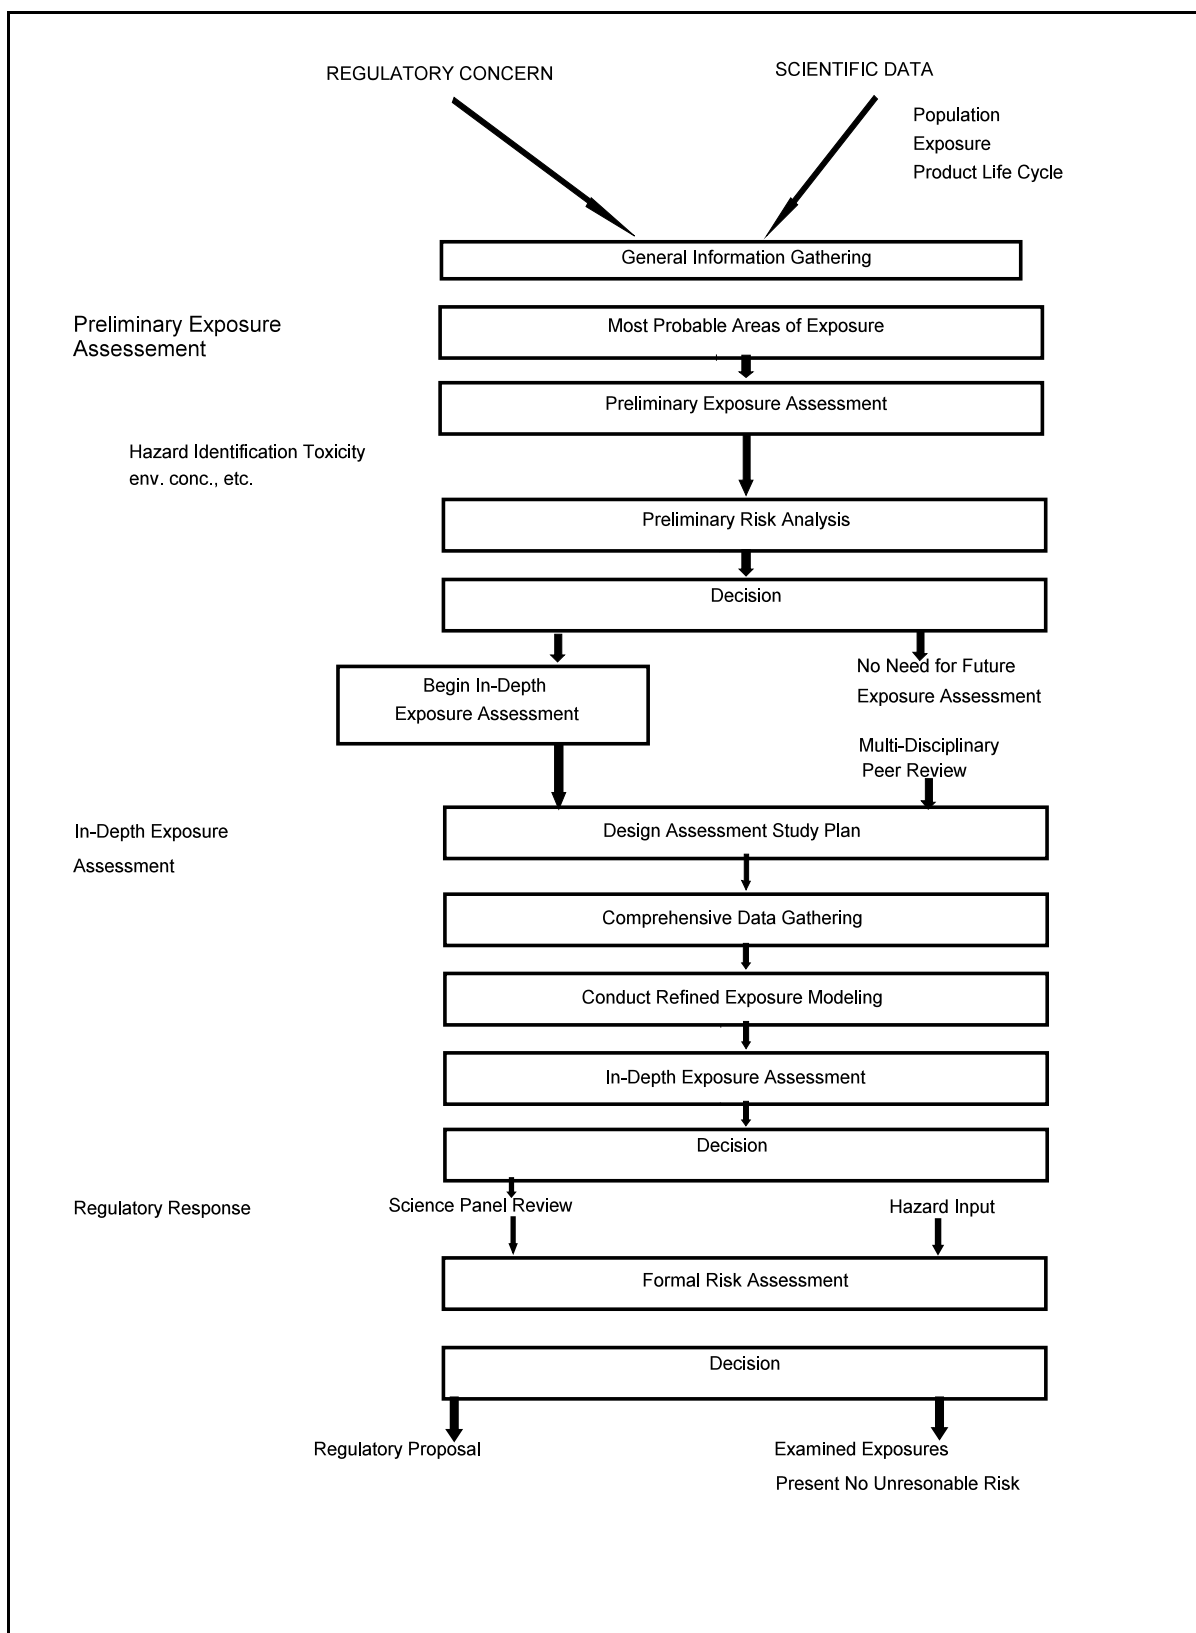 REGULATORY CONCERN
SCIENTIFIC DATA
Population
Exposure
Product Life Cycle
General Information Gathering
Preliminary Exposure
Assessement
Most Probable Areas of Exposure
Preliminary Exposure Assessment
Hazard Identification Toxicity
env. conc., etc.
Preliminary Risk Analysis
Decision
Begin In-Depth
Exposure Assessment
No Need for Future
Exposure Assessment
Multi-Disciplinary
Peer Review
In-Depth Exposure
Assessment
Design Assessment Study Plan
Comprehensive Data Gathering
Conduct Refined Exposure Modeling
In-Depth Exposure Assessment
Decision
Regulatory Response
Science Panel Review
Hazard Input
Formal Risk Assessment
Decision
Regulatory Proposal
Examined Exposures
Present No Unresonable Risk